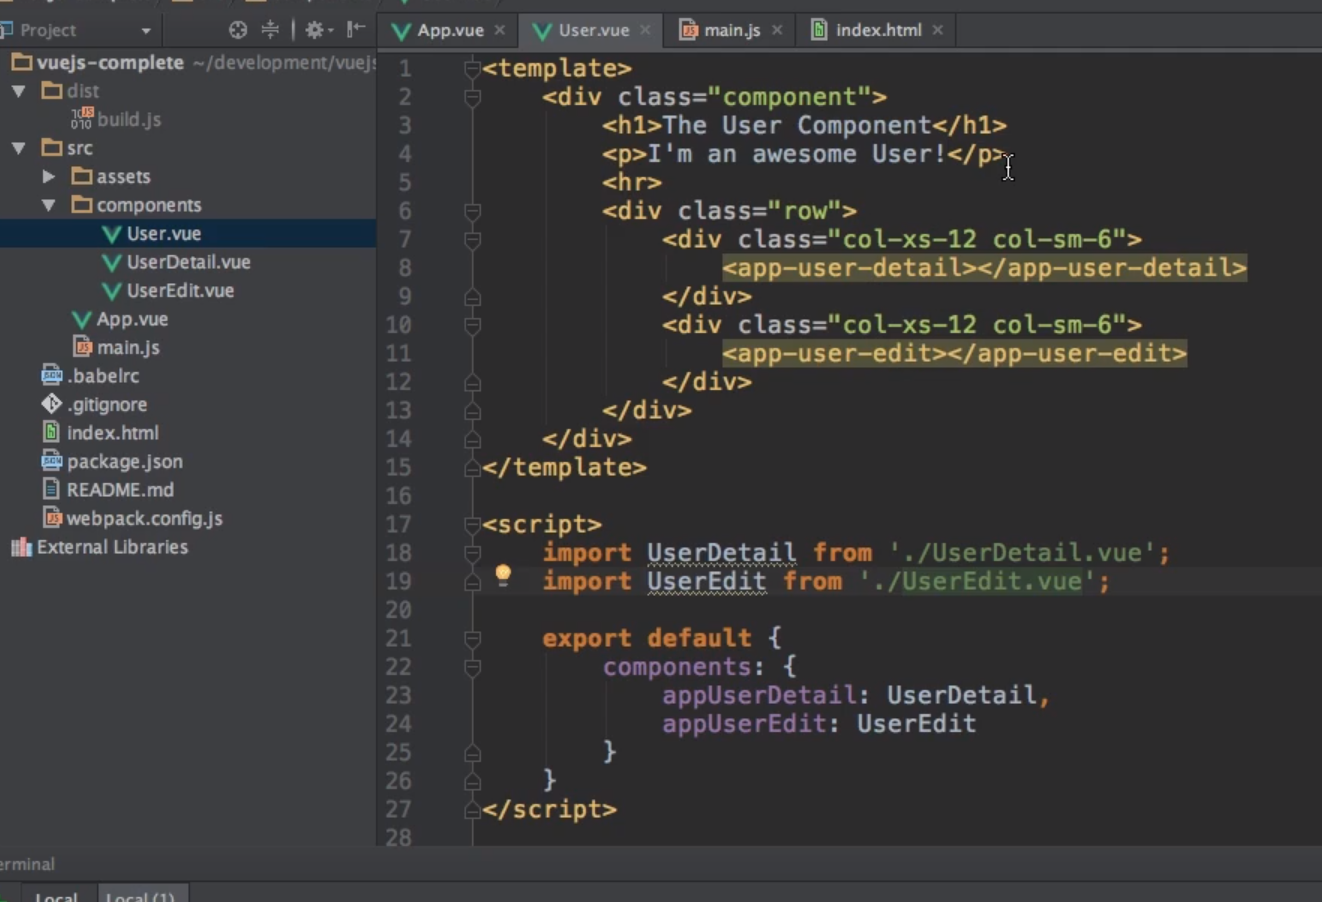 Project
App.vue
User.vue
main.js
index.html
vuejs-complete ~/development/vuejs
dist
build.js
src
assets
components
User.vue
UserDetail.vue
UserEdit.vue
App.vue
main.js
.babelrc
.gitignore
index.html
package.json
README.md
webpack.config.js
External Libraries
1 <template>
2 <div class="component">
3 <h1>The User Component</h1>
4 <p>I'm an awesome User!</p>
5 <hr>
6 <div class="row">
7 <div class="col-xs-12 col-sm-6">
8 <app-user-detail></app-user-detail>
9 </div>
10 <div class="col-xs-12 col-sm-6">
11 <app-user-edit></app-user-edit>
12 </div>
13 </div>
14 </div>
15 </template>
16
17 <script>
18 import UserDetail from './UserDetail.vue';
19 import UserEdit from './UserEdit.vue';
20
21 export default {
22 components: {
23 appUserDetail: UserDetail,
24 appUserEdit: UserEdit
25 }
26 }
27 </script>
28
erminal
Local
Local (1)